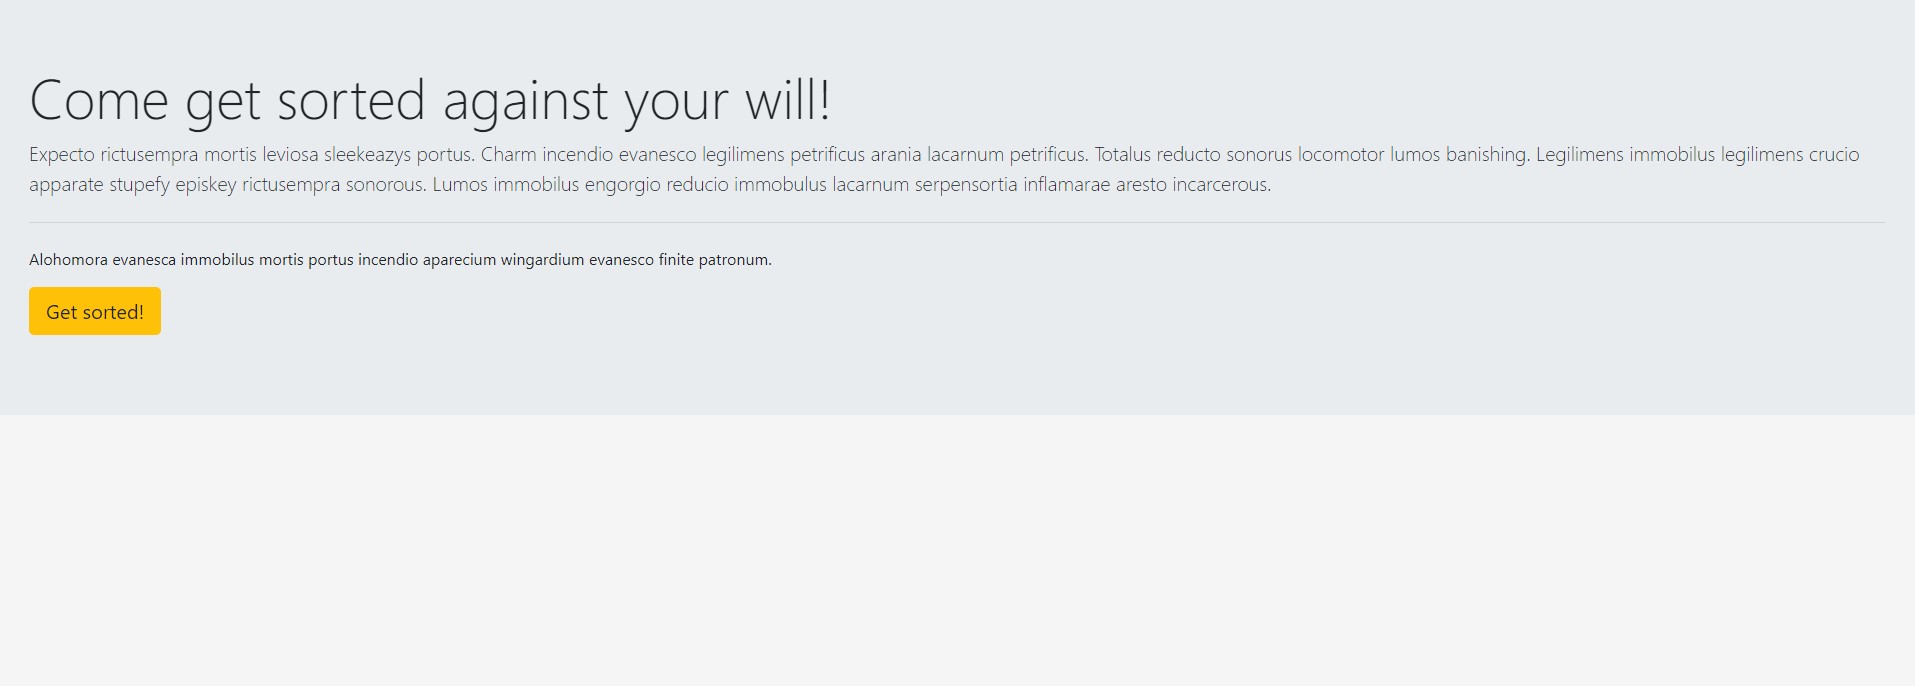 Come get sorted against your will!
Expecto rictusempra mortis leviosa sleekeazys portus. Charm incendio evanesco legilimens petrificus arania lacarnum petrificus. Totalus reducto sonorus locomotor lumos banishing. Legilimens immobilus legilimens crucio
apparate stupefy episkey rictusempra sonorous. Lumos immobilus engorgio reducio immobulus lacarnum serpensortia inflamarae aresto incarcerous.
Alohomora evanesca immobilus mortis portus incendio aparecium wingardium evanesco finite patronum.
Get sorted!